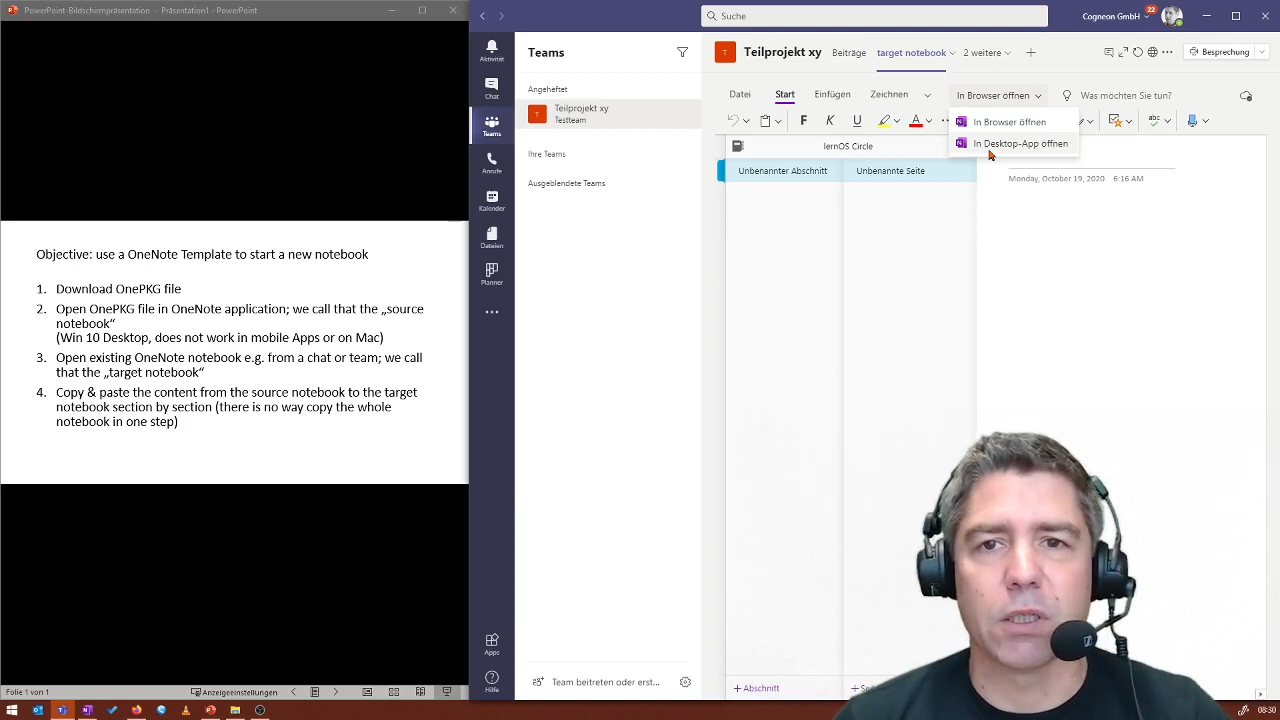 PowerPoint-Bildschirmpräsentation - Präsentation1 - PowerPoint
Objective: use a OneNote Template to start a new notebook
1. Download OnePKG file
2. Open OnePKG file in OneNote application; we call that the „source
notebook“
(Win 10 Desktop, does not work in mobile Apps or on Mac)
3. Open existing OneNote notebook e.g. from a chat or team; we call
that the „target notebook“
4. Copy & paste the content from the source notebook to the target
notebook section by section (there is no way copy the whole
notebook in one step)
Folie 1 von 1
Anzeigeeinstellungen
Suche
Cogneon GmbH
22
Aktivität
Chat
Teams
Anrufe
Kalender
Dateien
Planner
Apps
Hilfe
Teams
Angeheftet
T
Teilprojekt xy
Testteam
Ihre Teams
Ausgeblendete Teams
Team beitreten oder erst...
T
Teilprojekt xy
Beiträge
target notebook
2 weitere
Besprechung
Datei
Start
Einfügen
Zeichnen
In Browser öffnen
Was möchten Sie tun?
F
K
U
A
abc
In Browser öffnen
In Desktop-App öffnen
lernOS Circle
Unbenannter Abschnitt
Unbenannte Seite
Monday, October 19, 2020 6:16 AM
+ Abschnitt
08:30